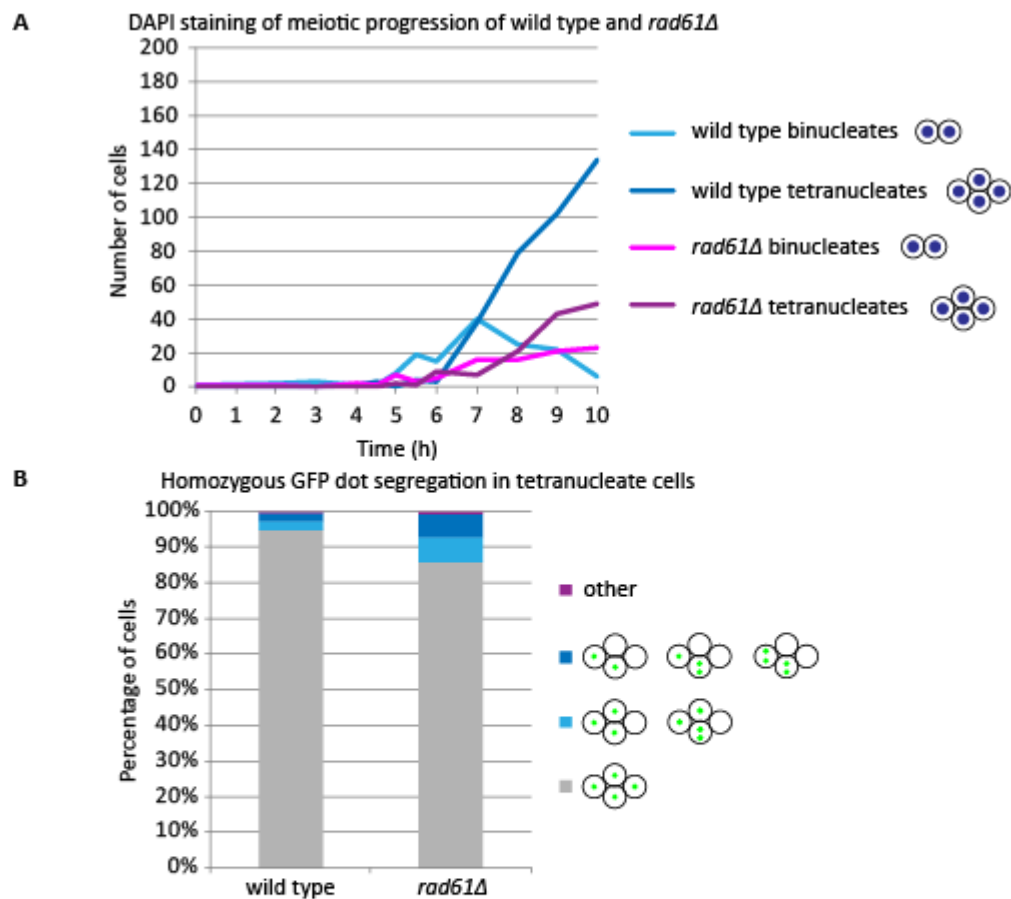 A
DAPI staining of meiotic progression of wild type and rad61Δ
200
180
160
140
120
100
80
60
40
20
0
Number of cells
0 1 2 3 4 5 6 7 8 9 10
Time (h)
wild type binucleates
wild type tetranucleates
rad61Δ binucleates
rad61Δ tetranucleates
B
Homozygous GFP dot segregation in tetranucleate cells
100%
90%
80%
70%
60%
50%
40%
30%
20%
10%
0%
Percentage of cells
wild type rad61Δ
other